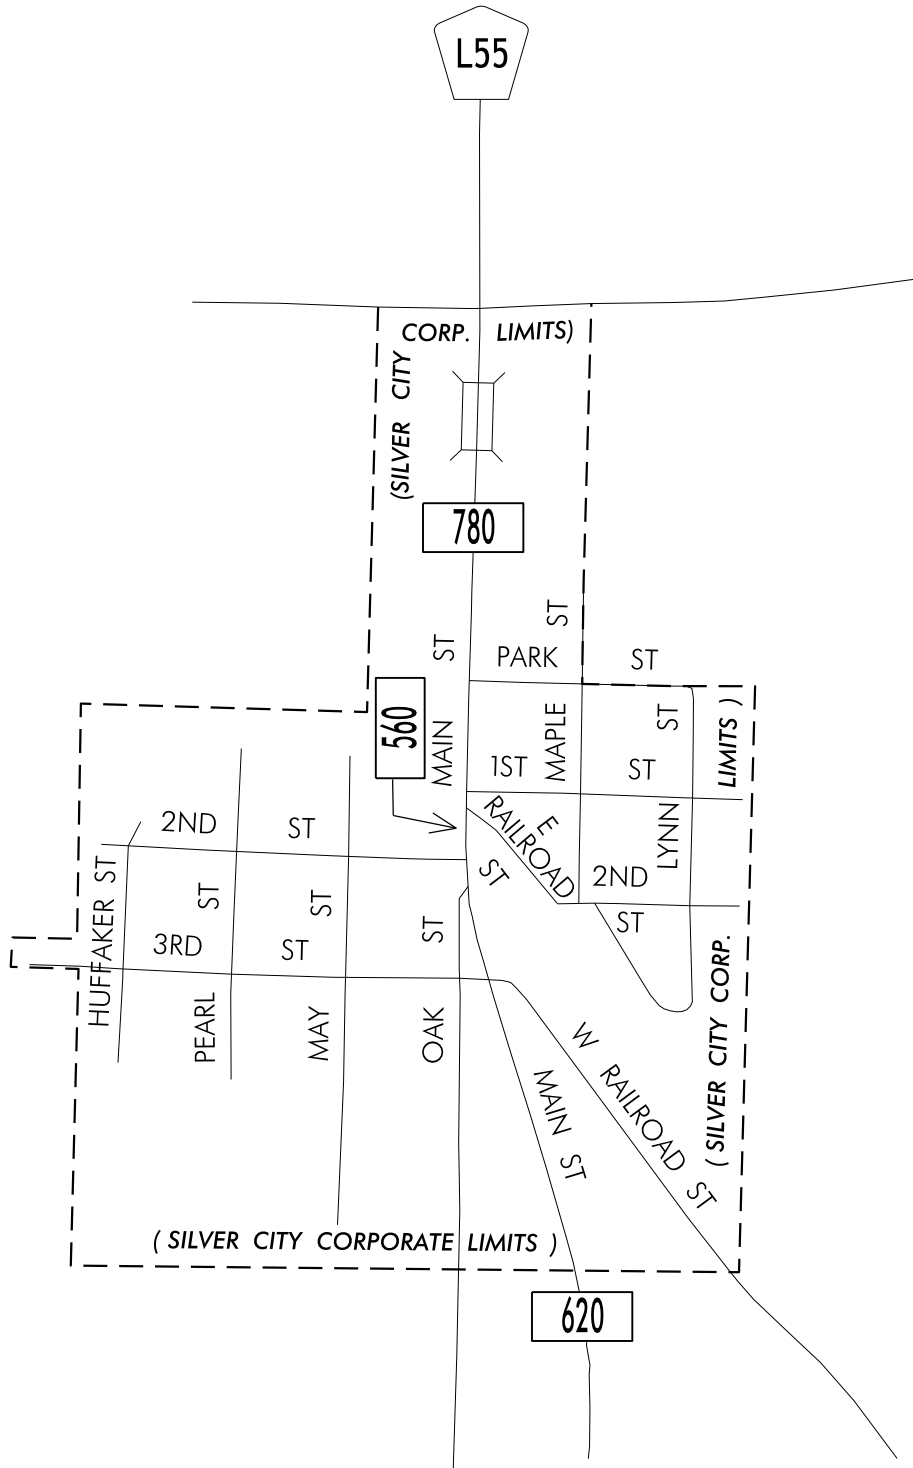 L55
CORP. LIMITS)
(SILVER CITY
780
MAIN ST
MAPLE ST
PARK ST
560
1ST ST
LYNN ST
LIMITS )
E
RAILROAD
ST
2ND ST
2ND ST
HUFFAKER ST
PEARL ST
MAY ST
OAK ST
3RD ST
( SILVER CITY CORP.
W RAILROAD ST
MAIN ST
( SILVER CITY CORPORATE LIMITS )
620